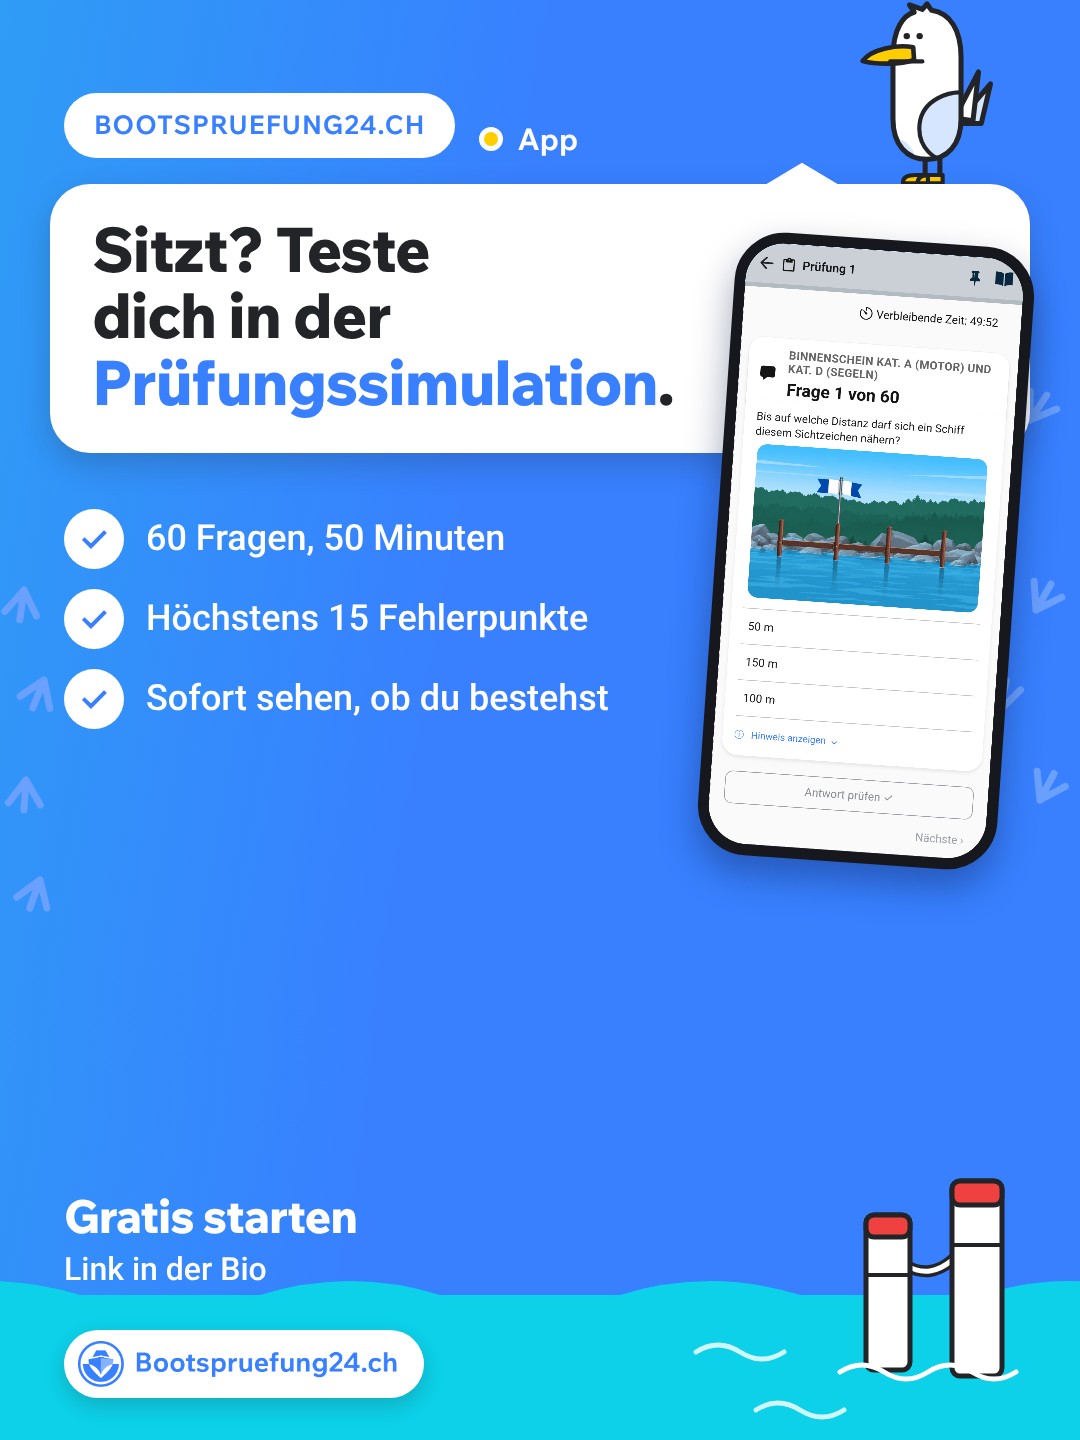 BOOTSPRUEFUNG24.CH
App
Sitzt? Teste
dich in der
Prüfungssimulation.
60 Fragen, 50 Minuten
Höchstens 15 Fehlerpunkte
Sofort sehen, ob du bestehst
Prüfung 1
Verbleibende Zeit: 49:52
BINNENSCHEIN KAT. A (MOTOR) UND
KAT. D (SEGELN)
Frage 1 von 60
Bis auf welche Distanz darf sich ein Schiff
diesem Sichtzeichen nähern?
50 m
150 m
100 m
Hinweis anzeigen
Antwort prüfen
Nächste ›
Gratis starten
Link in der Bio
Bootspruefung24.ch